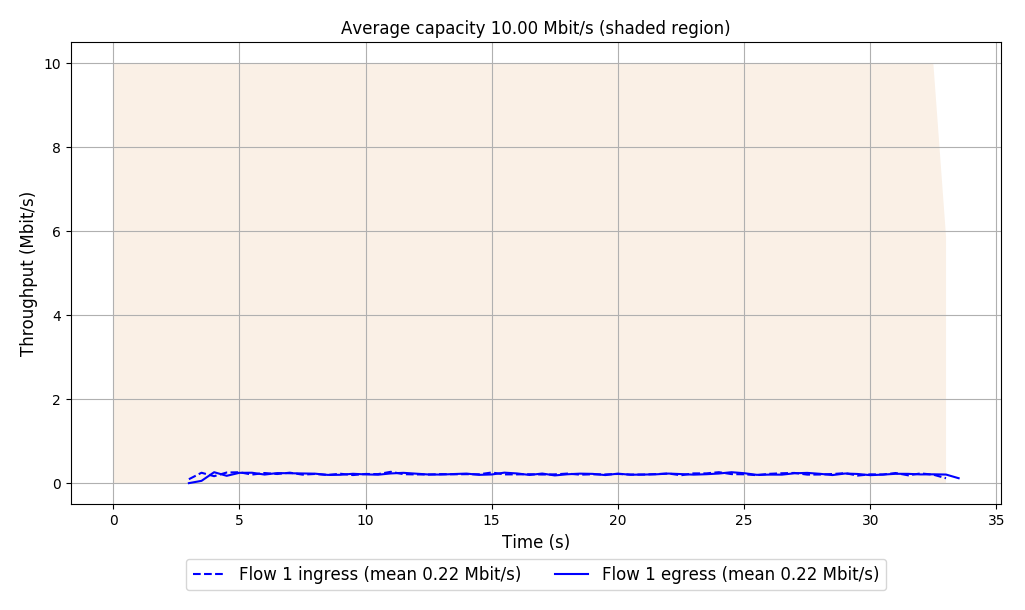 Average capacity 10.00 Mbit/s (shaded region)
Throughput (Mbit/s)
10
8
6
4
2
0
0 5 10 15 20 25 30 35
Time (s)
Flow 1 ingress (mean 0.22 Mbit/s) Flow 1 egress (mean 0.22 Mbit/s)